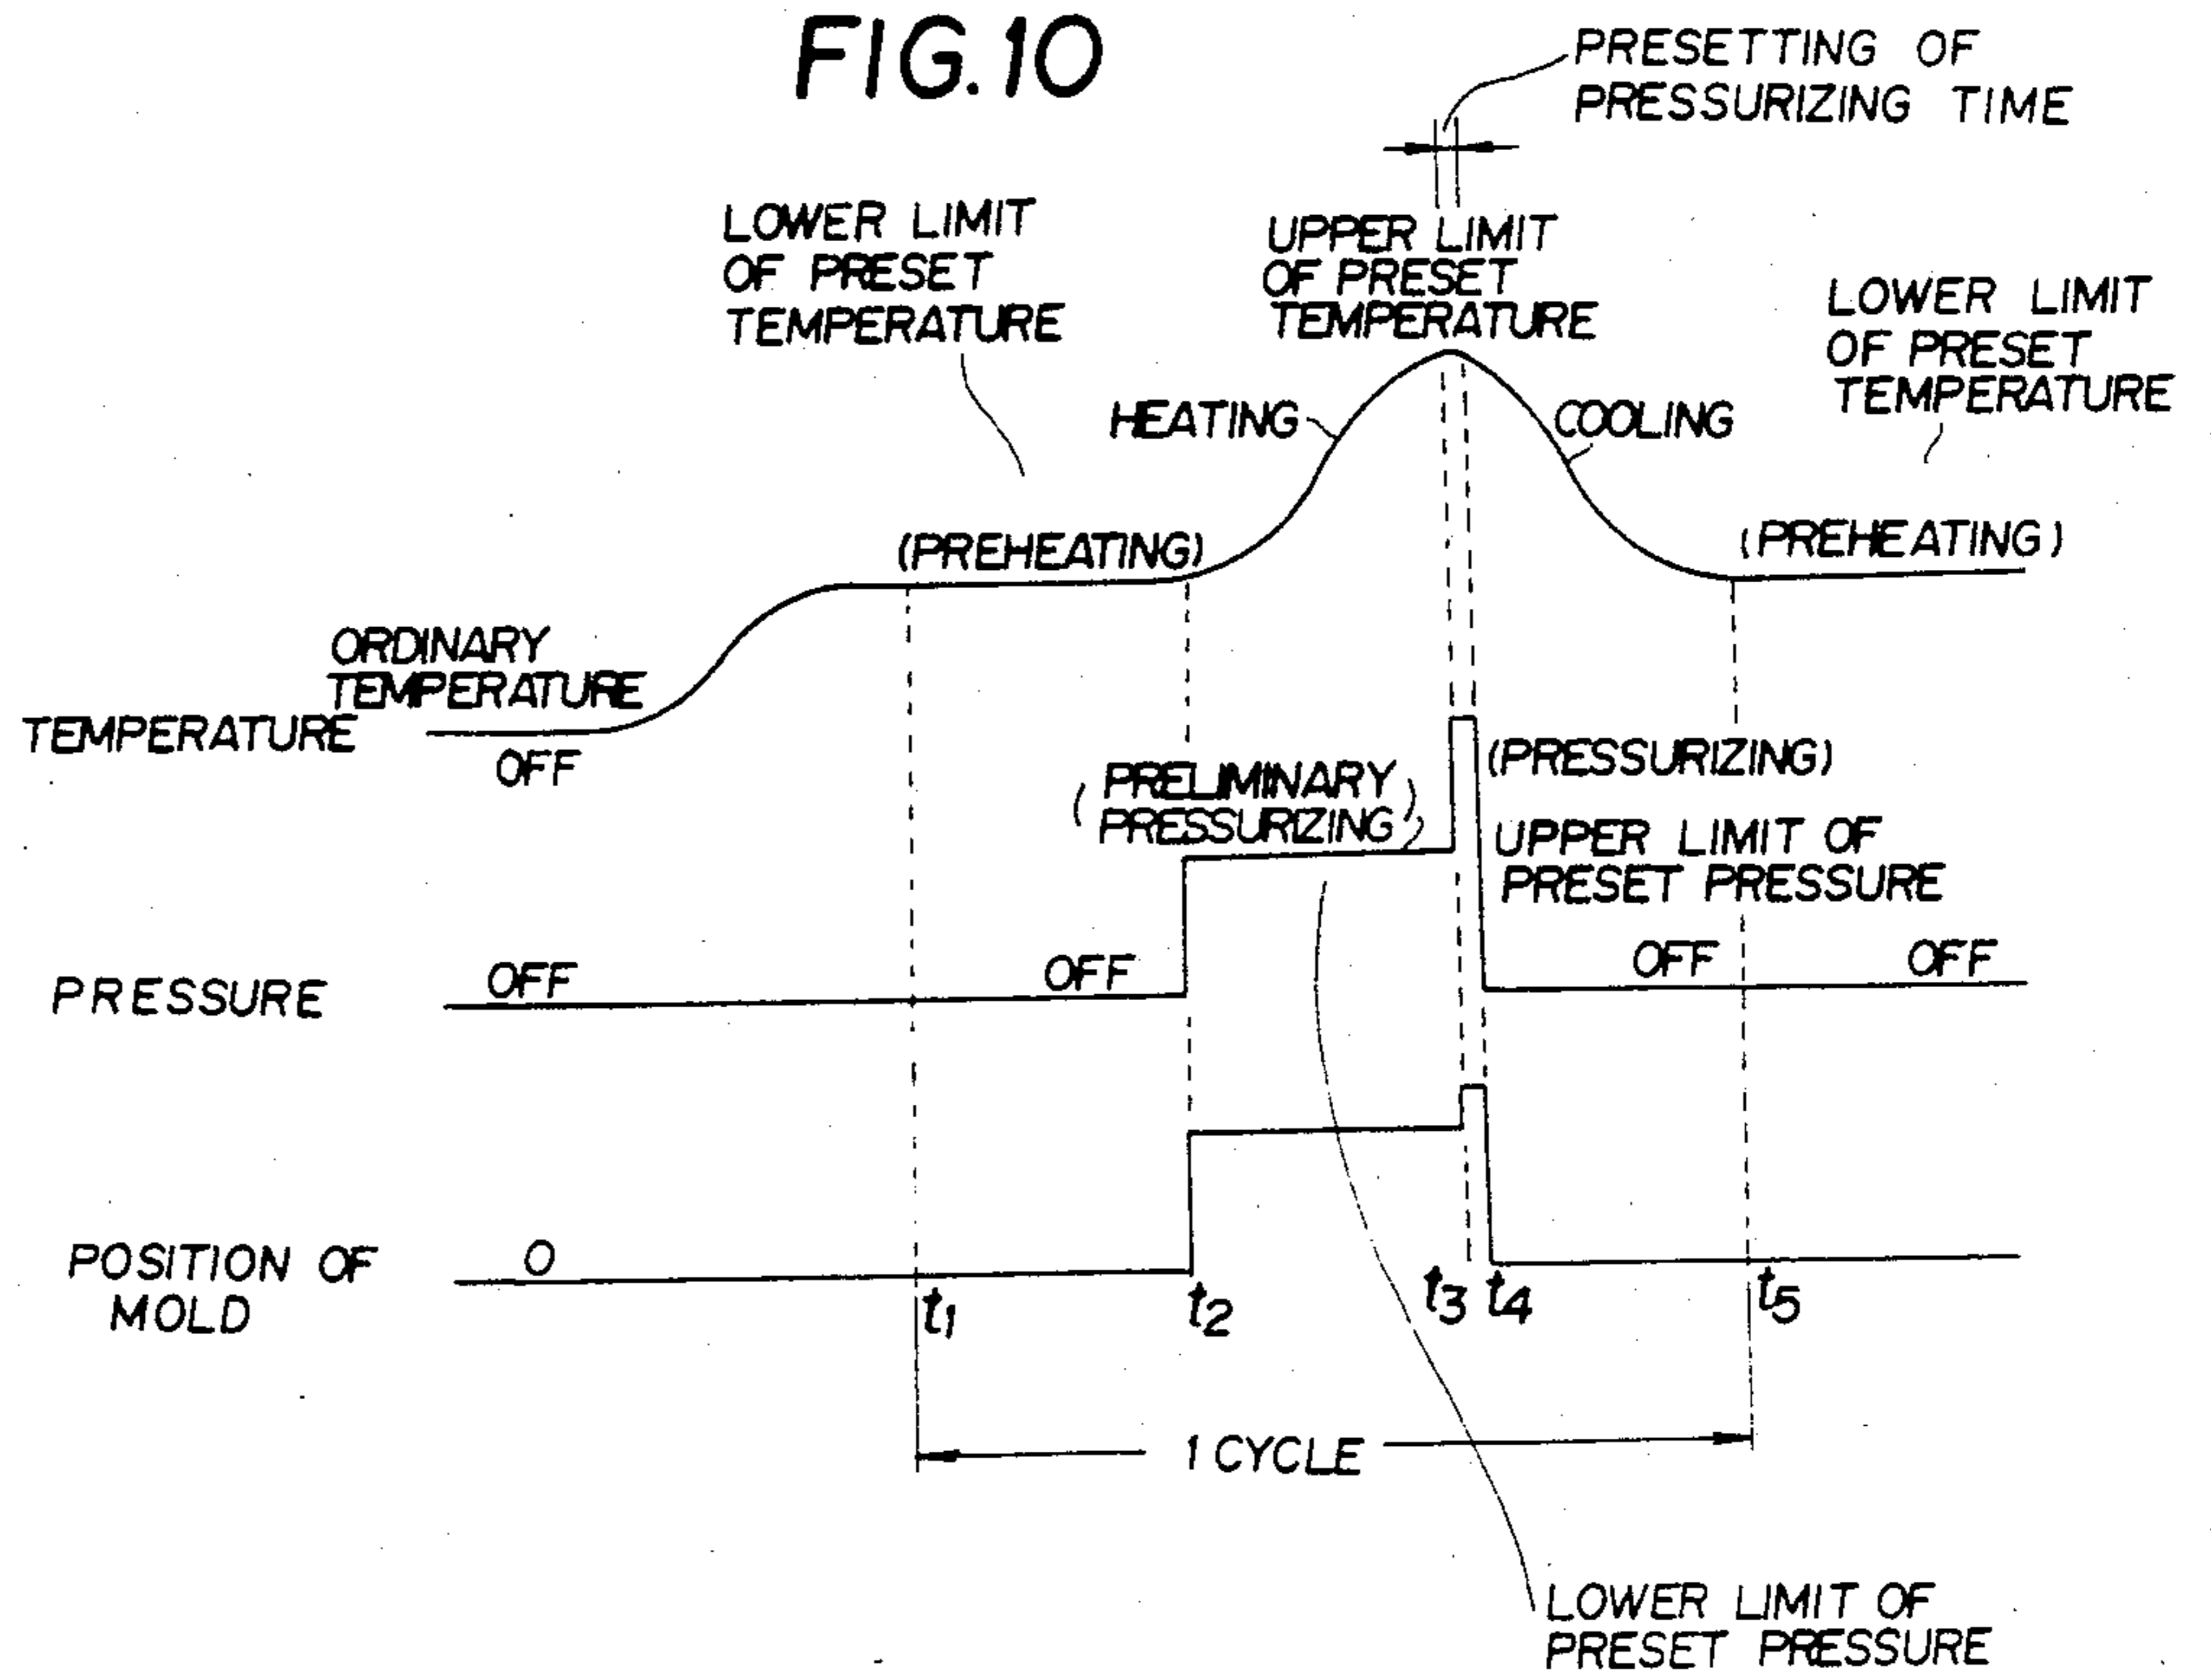 FIG.10
PRESETTING OF
PRESSURIZING TIME
LOWER LIMIT
OF PRESET
TEMPERATURE
UPPER LIMIT
OF PRESET
TEMPERATURE
LOWER LIMIT
OF PRESET
TEMPERATURE
HEATING
COOLING
(PREHEATING)
(PREHEATING)
ORDINARY
TEMPERATURE
TEMPERATURE
OFF
(PRELIMINARY
PRESSURIZING)
(PRESSURIZING)
UPPER LIMIT OF
PRESET PRESSURE
PRESSURE
OFF
OFF
OFF
OFF
POSITION OF
MOLD
O
t1
t2
t3
t4
t5
1 CYCLE
LOWER LIMIT OF
PRESET PRESSURE